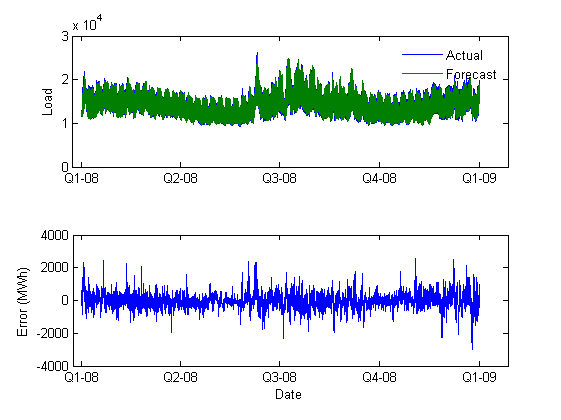 x 10^4
3
2
1
0
Load
Actual
Forecast
Q1-08 Q2-08 Q3-08 Q4-08 Q1-09
4000
2000
0
-2000
-4000
Error (MWh)
Q1-08 Q2-08 Q3-08 Q4-08 Q1-09
Date